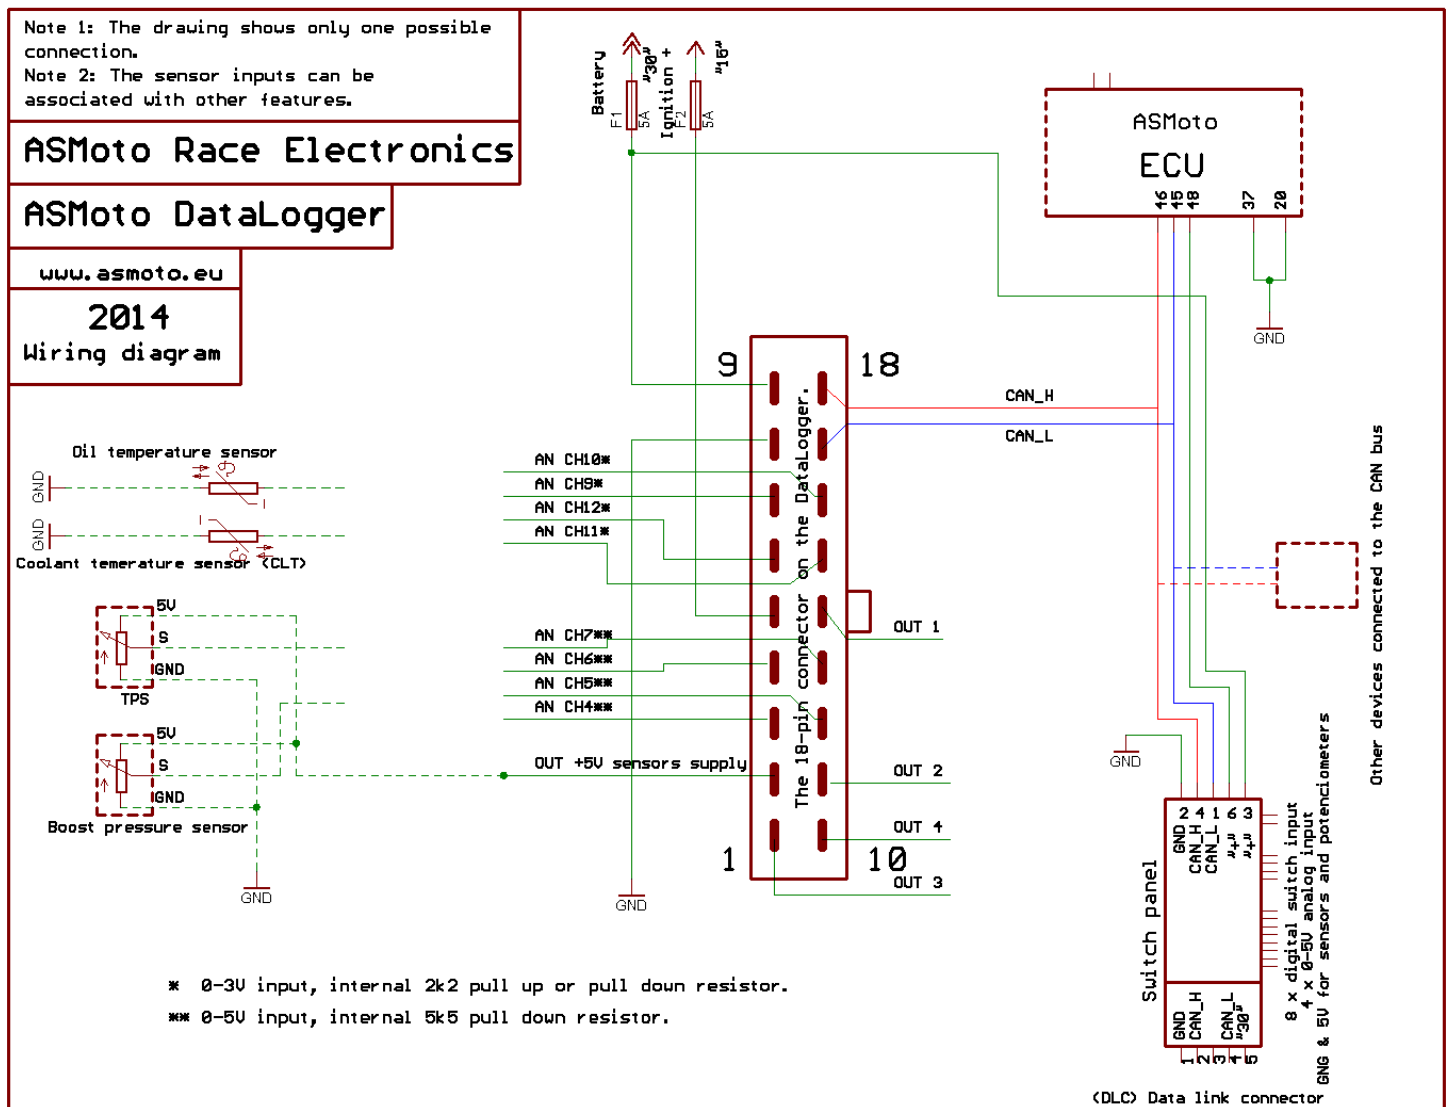 Note 1: The drawing shows only one possible
connection.
Note 2: The sensor inputs can be
associated with other features.
ASMoto Race Electronics
ASMoto DataLogger
www.asmoto.eu
2014
Wiring diagram
Battery
"30"
F1
5A
Ignition +
"15"
F2
5A
ASMoto
ECU
46
45
48
37
20
GND
9
18
CAN_H
CAN_L
The 18-pin connector on the DataLogger.
Oil temperature sensor
GND
GND
Coolant temerature sensor (CLT)
AN CH10*
AN CH9*
AN CH12*
AN CH11*
5V
S
GND
TPS
AN CH7**
AN CH6**
AN CH5**
AN CH4**
OUT 1
5V
S
GND
Boost pressure sensor
OUT +5V sensors supply
OUT 2
OUT 4
1
10
OUT 3
GND
GND
Other devices connected to the CAN bus
GND
2 4 1 6 3
GND
CAN_H
CAN_L
"+"
"+"
Switch panel
8 x digital switch input
4 x 0-5V analog input
GNG & 5V for sensors and potenciometers
GND
CAN_H
CAN_L
"30"
1
2
3
4
5
(DLC) Data link connector
* 0-3V input, internal 2k2 pull up or pull down resistor.
** 0-5V input, internal 5k5 pull down resistor.